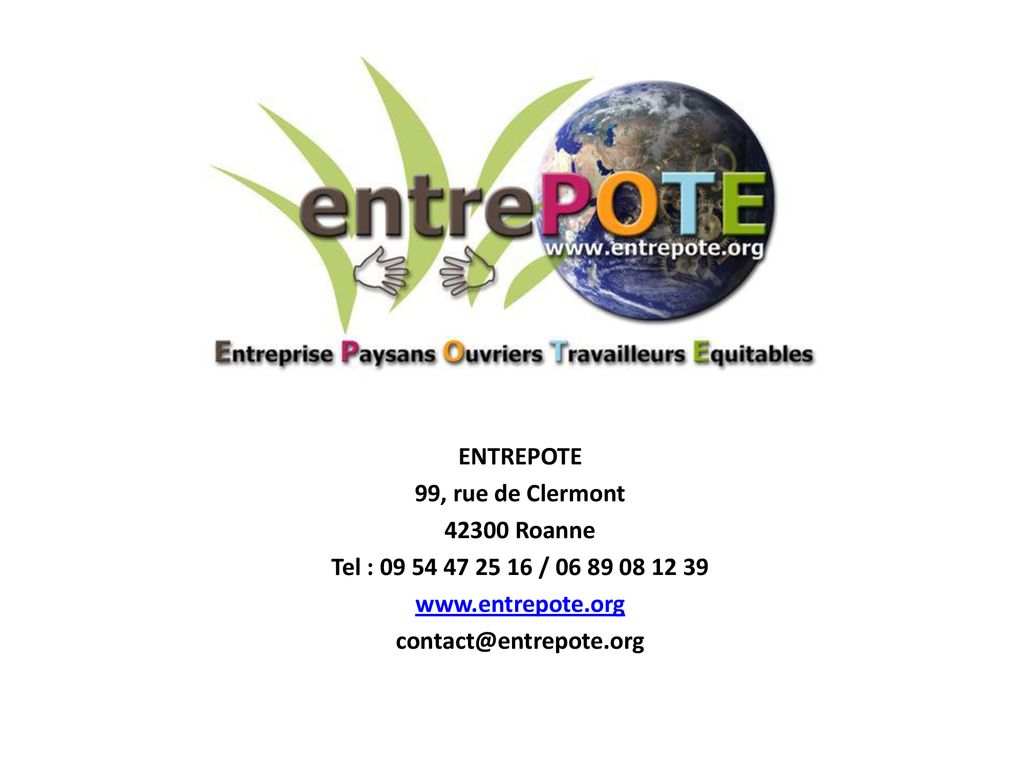 entrePOTE
www.entrepote.org
Entreprise Paysans Ouvriers Travailleurs Equitables
ENTREPOTE
99, rue de Clermont
42300 Roanne
Tel : 09 54 47 25 16 / 06 89 08 12 39
www.entrepote.org
contact@entrepote.org